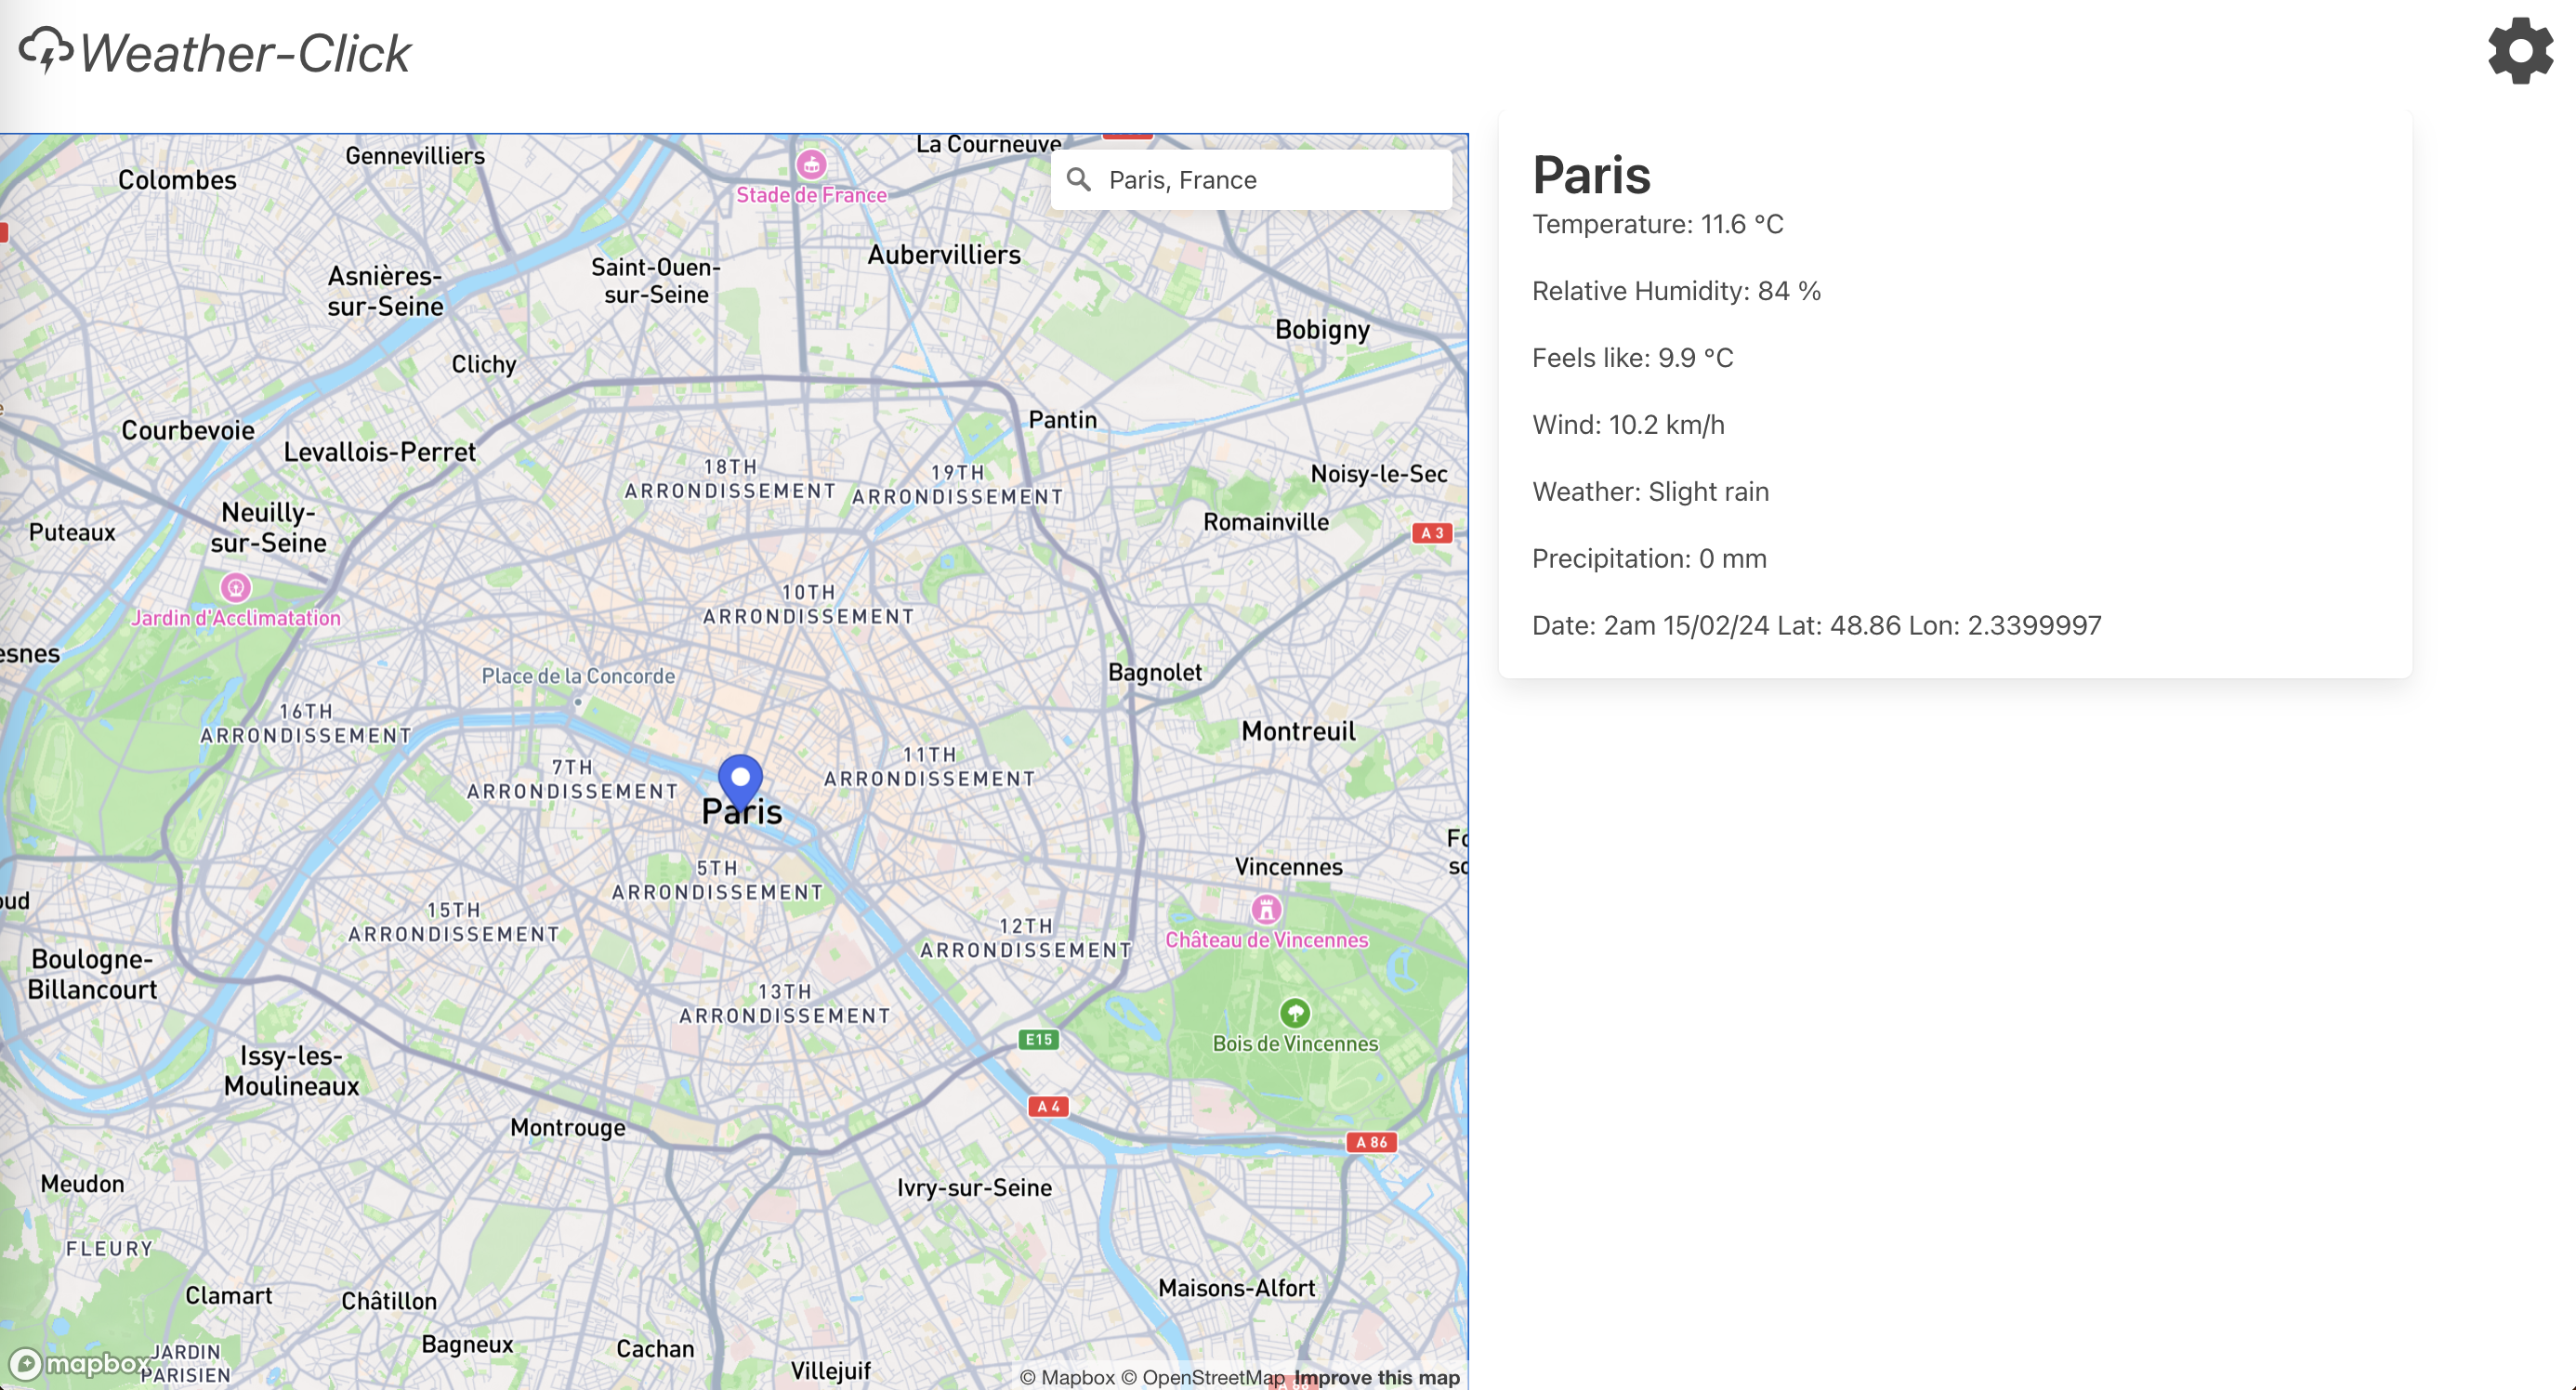 Weather-Click
Paris, France
Gennevilliers
La Courneuve
Colombes
Stade de France
Aubervilliers
Asnières-
sur-Seine
Saint-Ouen-
sur-Seine
Bobigny
Clichy
Pantin
Courbevoie
Levallois-Perret
18TH
ARRONDISSEMENT
19TH
ARRONDISSEMENT
Noisy-le-Sec
Neuilly-
sur-Seine
Puteaux
Romainville
A 3
Jardin d'Acclimatation
10TH
ARRONDISSEMENT
esnes
Place de la Concorde
Bagnolet
16TH
ARRONDISSEMENT
Montreuil
7TH
ARRONDISSEMENT
11TH
ARRONDISSEMENT
Paris
Vincennes
5TH
ARRONDISSEMENT
oud
15TH
ARRONDISSEMENT
12TH
ARRONDISSEMENT
Château de Vincennes
Boulogne-
Billancourt
13TH
ARRONDISSEMENT
Bois de Vincennes
E15
Issy-les-
Moulineaux
A 4
Montrouge
A 86
Meudon
Ivry-sur-Seine
FLEURY
Clamart
Châtillon
Maisons-Alfort
Bagneux
Cachan
Villejuif
JARDIN
PARISIEN
mapbox
© Mapbox © OpenStreetMap Improve this map
Paris
Temperature: 11.6 °C
Relative Humidity: 84 %
Feels like: 9.9 °C
Wind: 10.2 km/h
Weather: Slight rain
Precipitation: 0 mm
Date: 2am 15/02/24 Lat: 48.86 Lon: 2.3399997